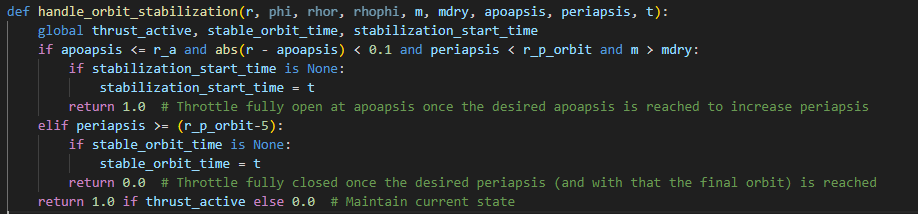 def handle_orbit_stabilization(r, phi, rhor, rhophi, m, mdry, apoapsis, periapsis, t):
    global thrust_active, stable_orbit_time, stabilization_start_time
    if apoapsis <= r_a and abs(r - apoapsis) < 0.1 and periapsis < r_p_orbit and m > mdry:
        if stabilization_start_time is None:
            stabilization_start_time = t
        return 1.0  # Throttle fully open at apoapsis once the desired apoapsis is reached to increase periapsis
    elif periapsis >= (r_p_orbit-5):
        if stable_orbit_time is None:
            stable_orbit_time = t
        return 0.0  # Throttle fully closed once the desired periapsis (and with that the final orbit) is reached
    return 1.0 if thrust_active else 0.0  # Maintain current state